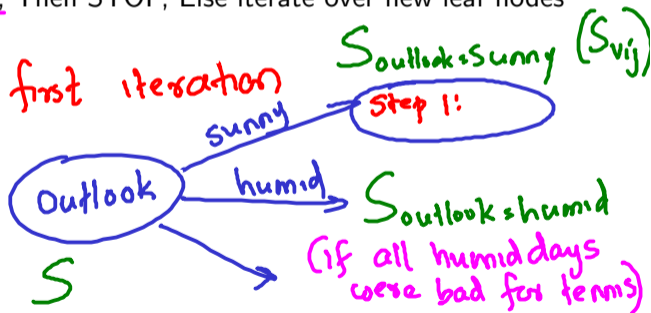 , Then STOP, Else iterate over new leaf nodes
S outlook=sunny (S vij)
first iteration
sunny
Step 1:
Outlook
humid
S outlook=humid
S
(if all humid days
were bad for tennis)